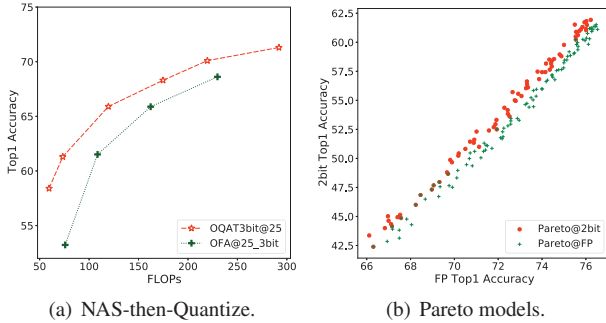 Top1 Accuracy
75
70
65
60
55
50
100
150
200
250
300
FLOPs
OQAT3bit@25
OFA@25_3bit
(a) NAS-then-Quantize.
2bit Top1 Accuracy
62.5
60.0
57.5
55.0
52.5
50.0
47.5
45.0
42.5
66
68
70
72
74
76
FP Top1 Accuracy
Pareto@2bit
Pareto@FP
(b) Pareto models.